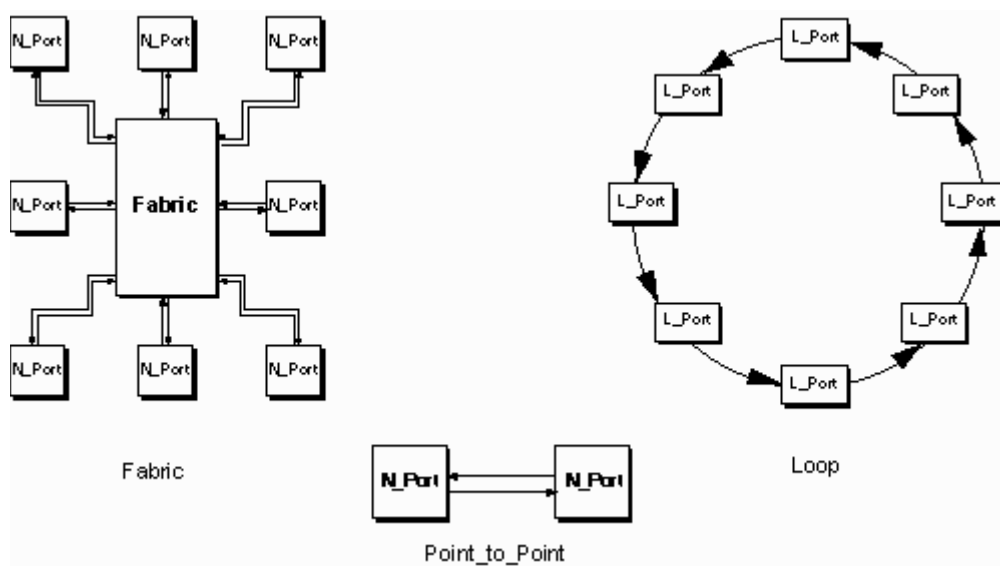 N_Port N_Port N_Port
L_Port
L_Port L_Port
N_Port Fabric N_Port
L_Port L_Port
L_Port L_Port
N_Port N_Port N_Port
L_Port
Fabric
Loop
N_Port N_Port
Point_to_Point